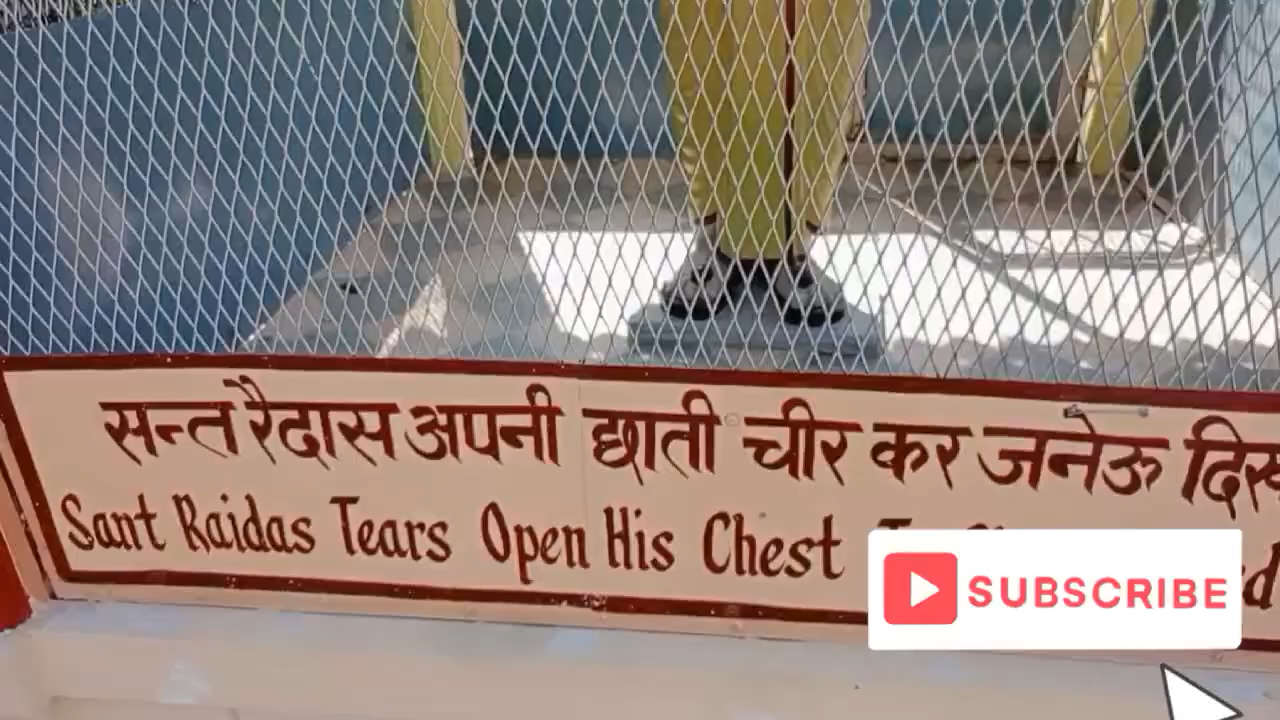 सन्त रैदास अपनी छाती चीर कर जनेऊ
Sant Raidas Tears Open His Chest
SUBSCRIBE